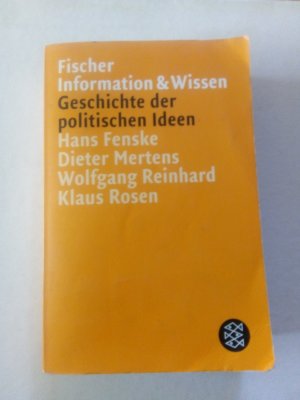 Fischer
Information & Wissen
Geschichte der
politischen Ideen
Hans Fenske
Dieter Mertens
Wolfgang Reinhard
Klaus Rosen